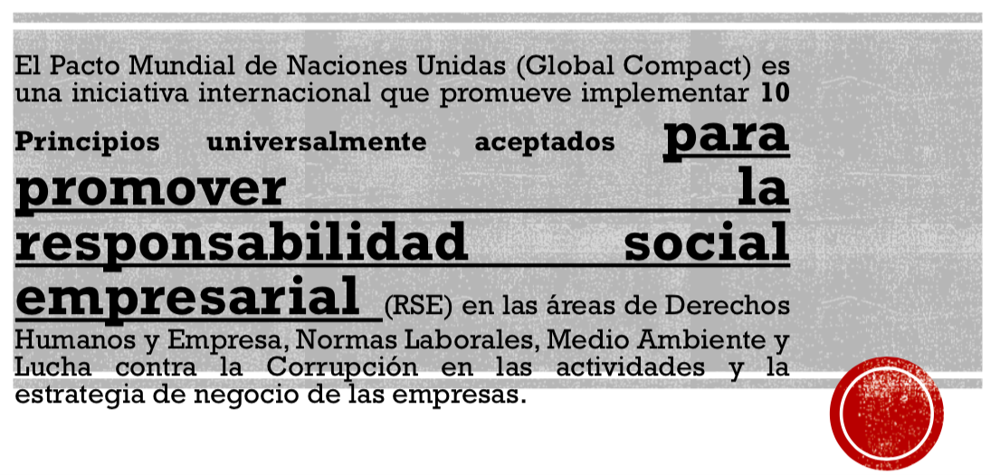 El Pacto Mundial de Naciones Unidas (Global Compact) es
una iniciativa internacional que promueve implementar 10
Principios universalmente aceptados para
promover la
responsabilidad social
empresarial (RSE) en las áreas de Derechos
Humanos y Empresa, Normas Laborales, Medio Ambiente y
Lucha contra la Corrupción en las actividades y la
estrategia de negocio de las empresas.